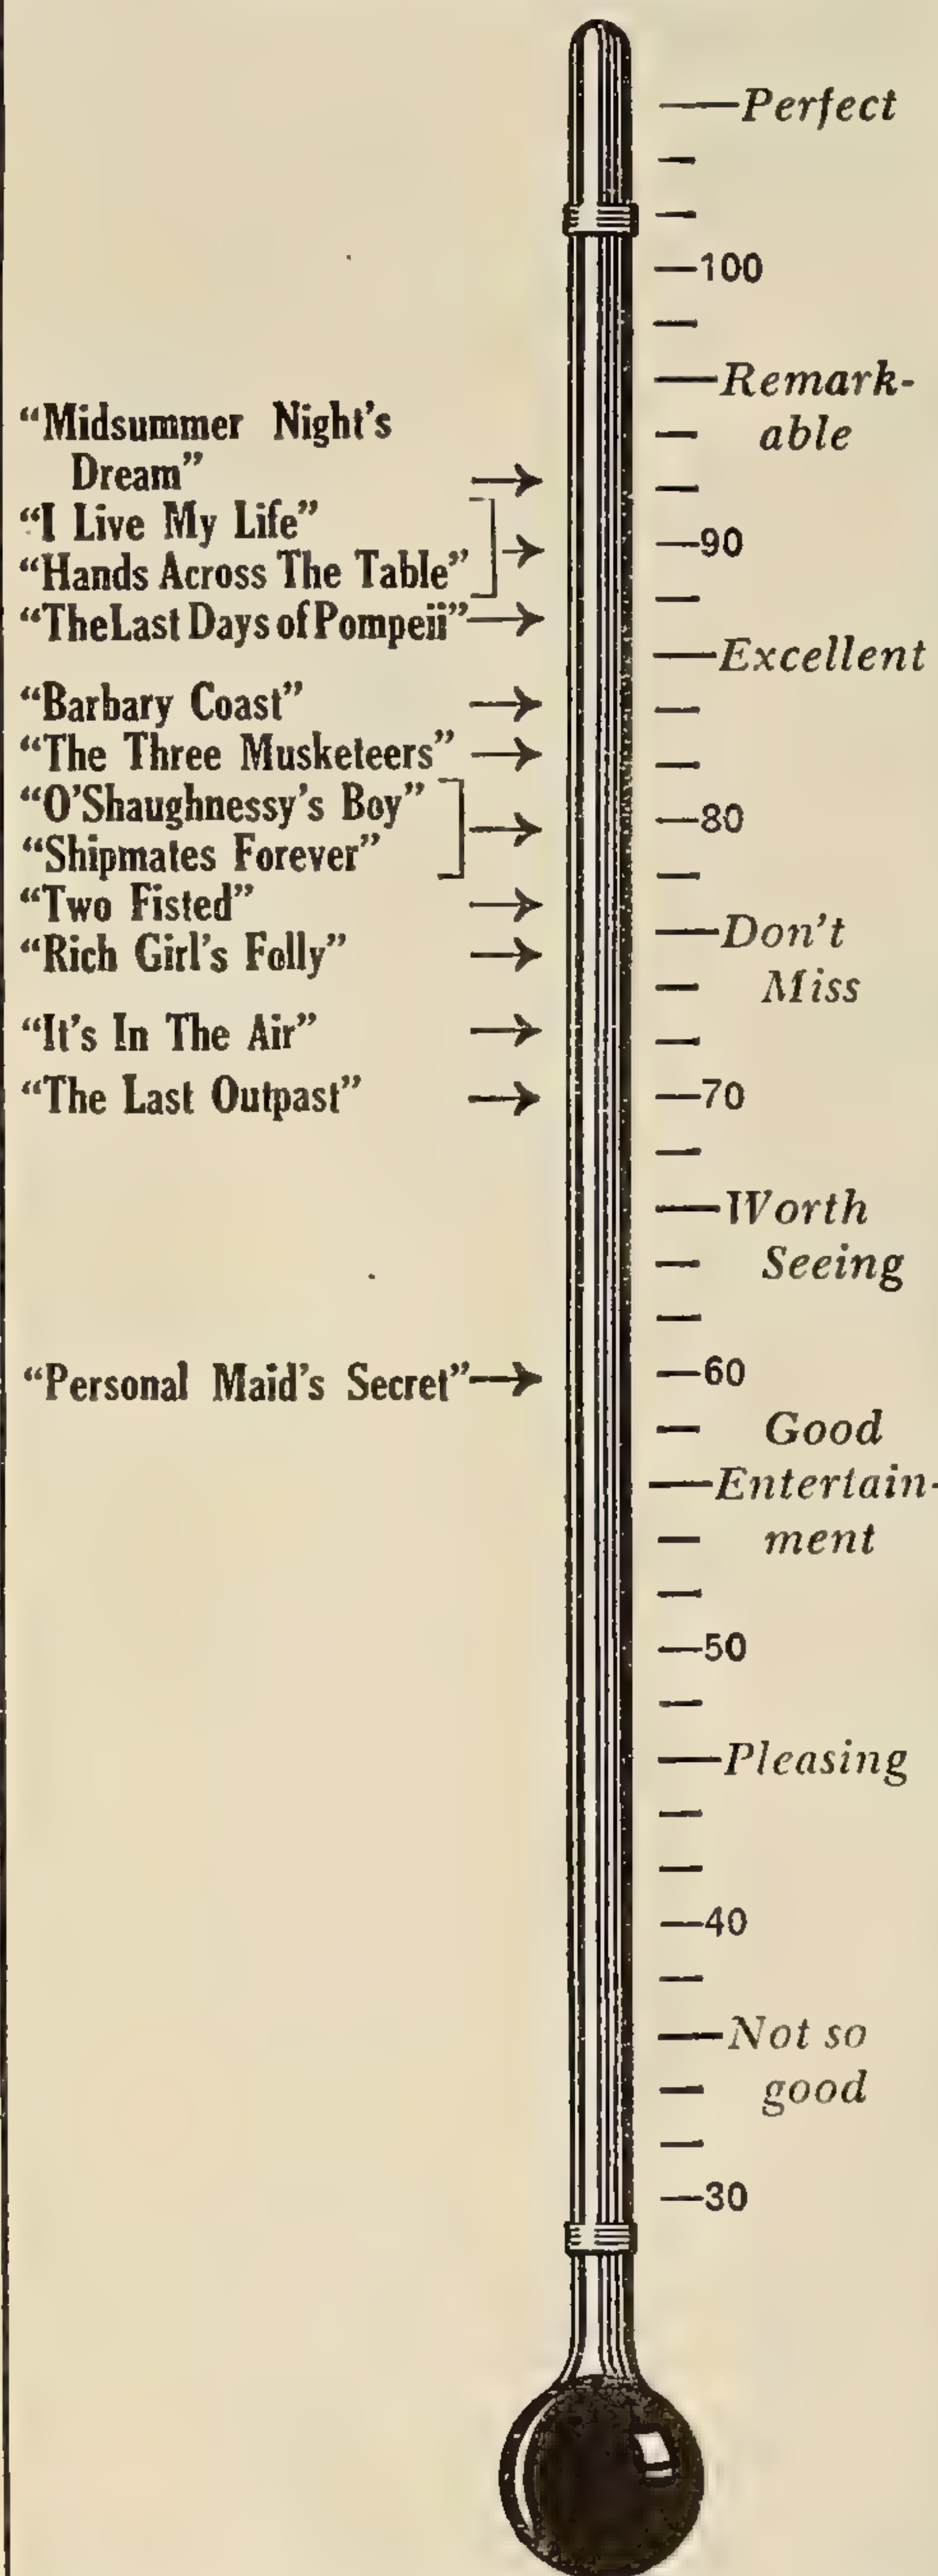 Perfect
100
Remark-
able
"Midsummer Night's
Dream"
"I Live My Life"
90
"Hands Across The Table"
"TheLast Days of Pompeii"
Excellent
"Barbary Coast"
"The Three Musketeers"
"O'Shaughnessy's Boy"
80
"Shipmates Forever"
"Two Fisted"
Don't
"Rich Girl's Folly"
Miss
"It's In The Air"
"The Last Outpast"
70
Worth
Seeing
"Personal Maid's Secret"
60
Good
Entertain-
ment
50
Pleasing
40
Not so
good
30